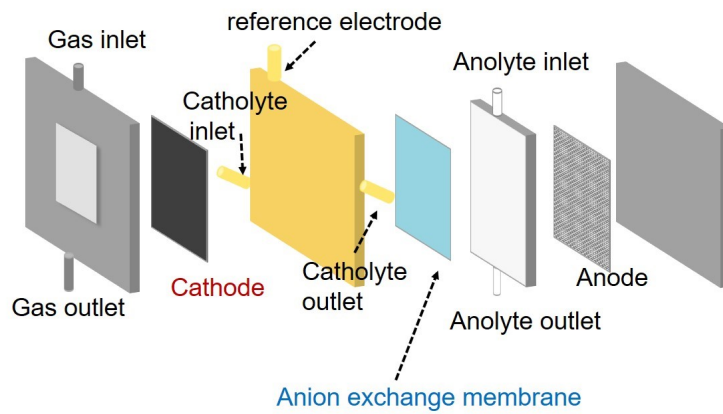 reference electrode
Gas inlet
Catholyte
inlet
Anolyte inlet
Gas outlet
Cathode
Catholyte
outlet
Anode
Anolyte outlet
Anion exchange membrane